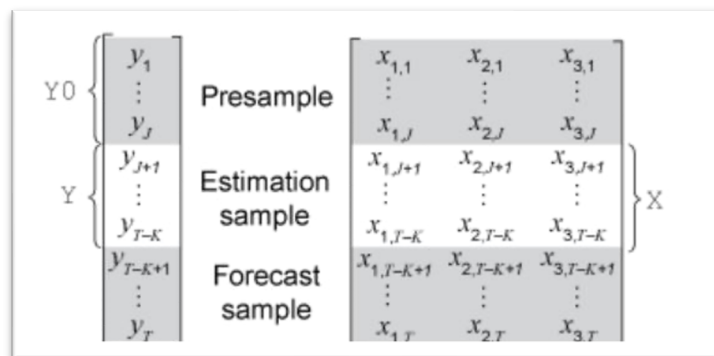 y1 x1,1 x2,1 x3,1
⋮ ⋮ ⋮ ⋮
Y0 Presample
yJ x1,J x2,J x3,J
yJ+1 x1,J+1 x2,J+1 x3,J+1
Y ⋮ Estimation sample ⋮ ⋮ ⋮ X
yT−K x1,T−K x2,T−K x3,T−K
yT−K+1 x1,T−K+1 x2,T−K+1 x3,T−K+1
⋮ Forecast sample ⋮ ⋮ ⋮
yT x1,T x2,T x3,T